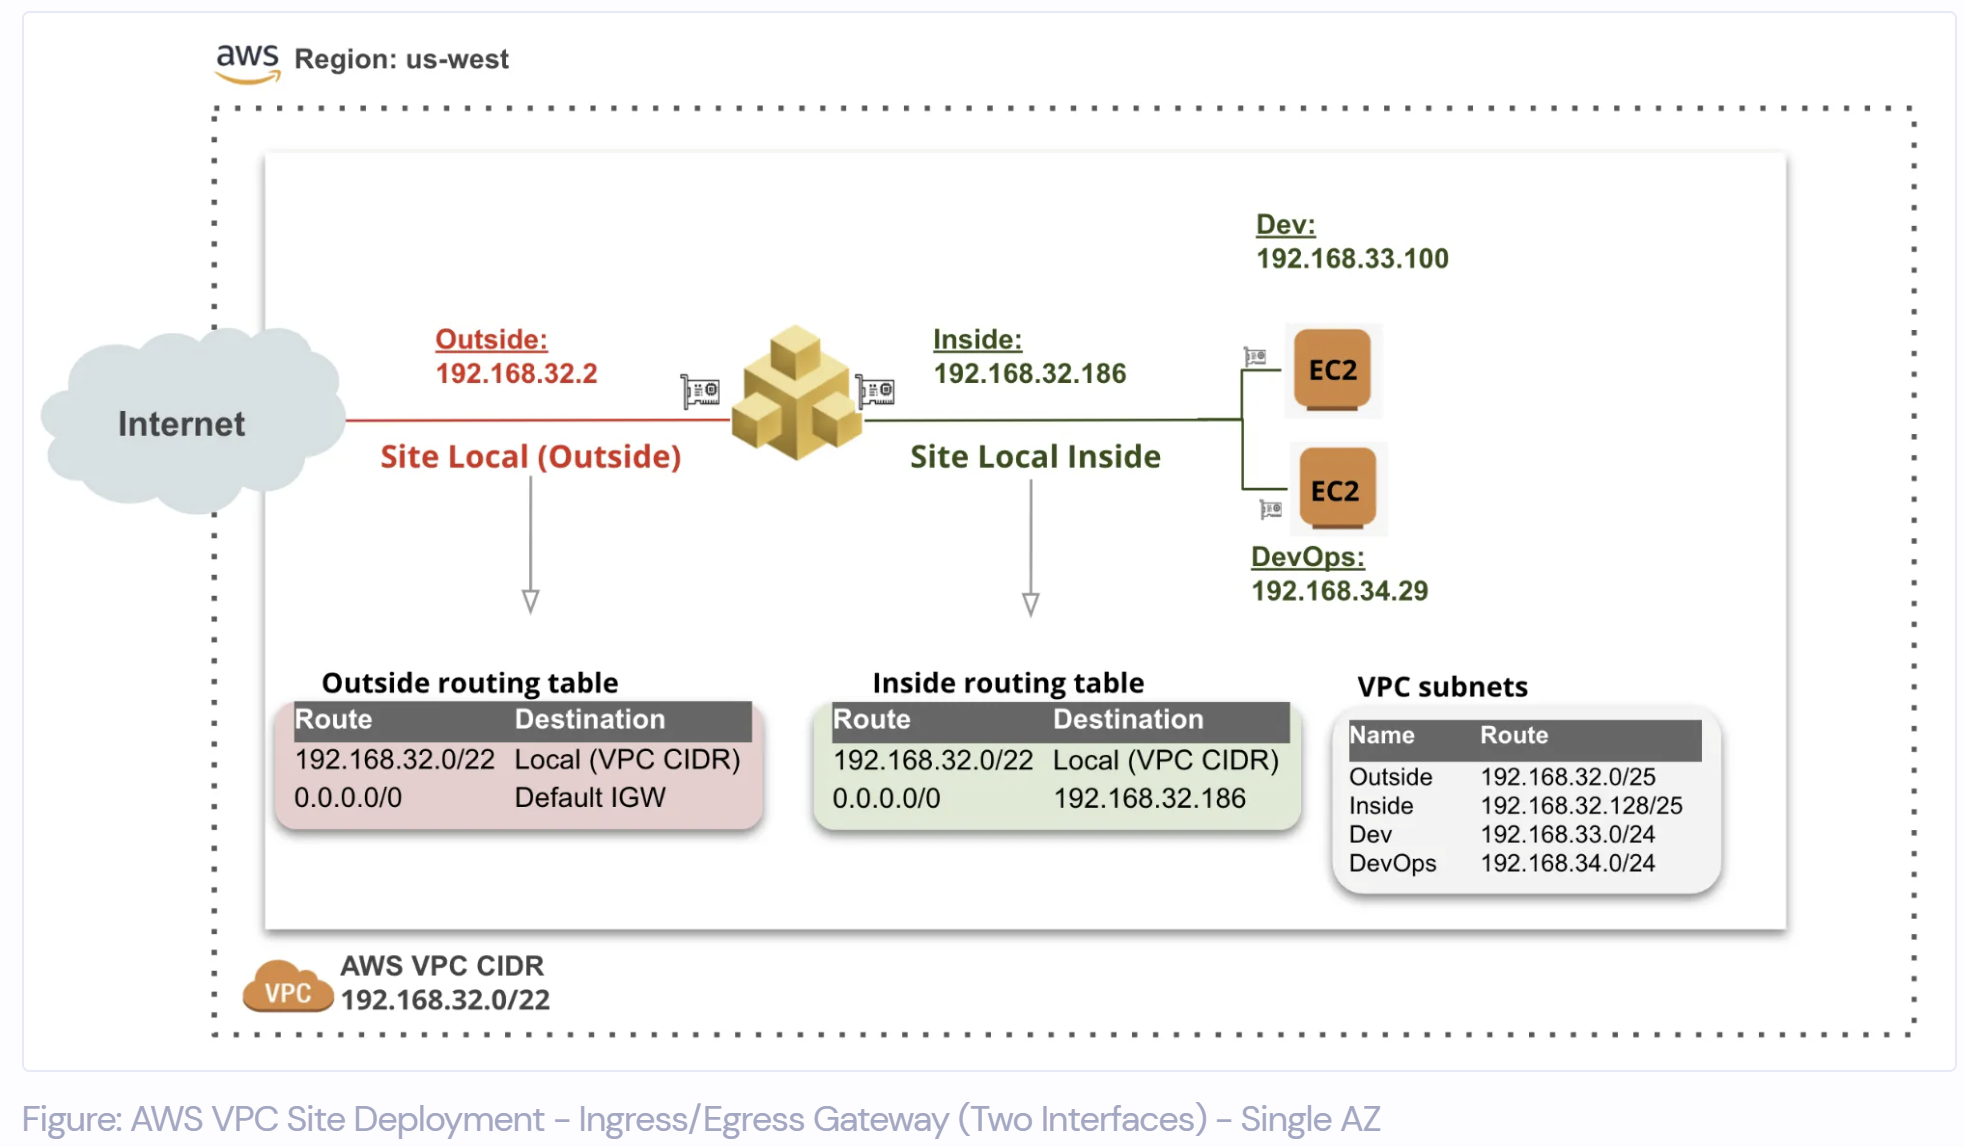 aws Region: us-west
Dev:
192.168.33.100
Outside:
192.168.32.2
Inside:
192.168.32.186
EC2
Internet
Site Local (Outside)
Site Local Inside
EC2
DevOps:
192.168.34.29
Outside routing table
Route Destination
192.168.32.0/22 Local (VPC CIDR)
0.0.0.0/0 Default IGW
Inside routing table
Route Destination
192.168.32.0/22 Local (VPC CIDR)
0.0.0.0/0 192.168.32.186
VPC subnets
Name Route
Outside 192.168.32.0/25
Inside 192.168.32.128/25
Dev 192.168.33.0/24
DevOps 192.168.34.0/24
VPC
AWS VPC CIDR
192.168.32.0/22
Figure: AWS VPC Site Deployment - Ingress/Egress Gateway (Two Interfaces) - Single AZ